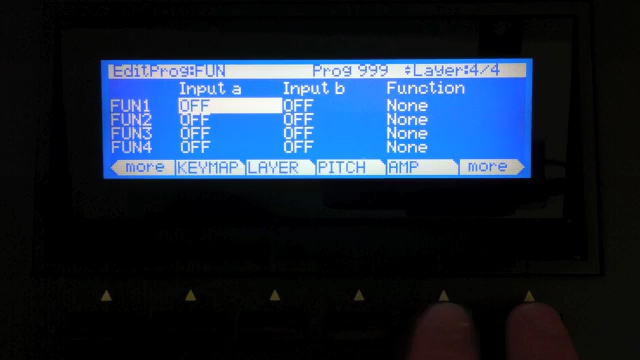 EditProg:FUN Prog 999 Layer:4/4
Input a Input b Function
FUN1 OFF OFF None
FUN2 OFF OFF None
FUN3 OFF OFF None
FUN4 OFF OFF None
more KEYMAP LAYER PITCH AMP more